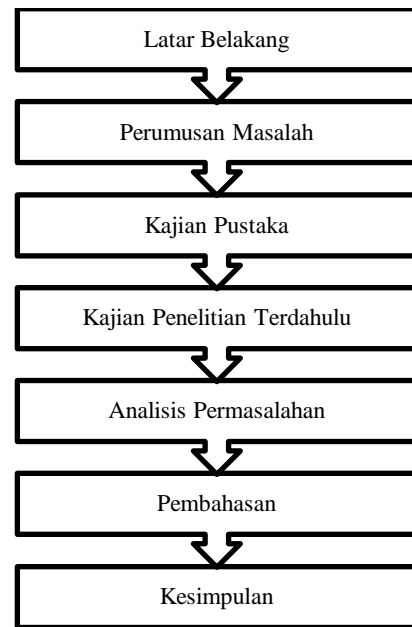 Latar Belakang
Perumusan Masalah
Kajian Pustaka
Kajian Penelitian Terdahulu
Analisis Permasalahan
Pembahasan
Kesimpulan